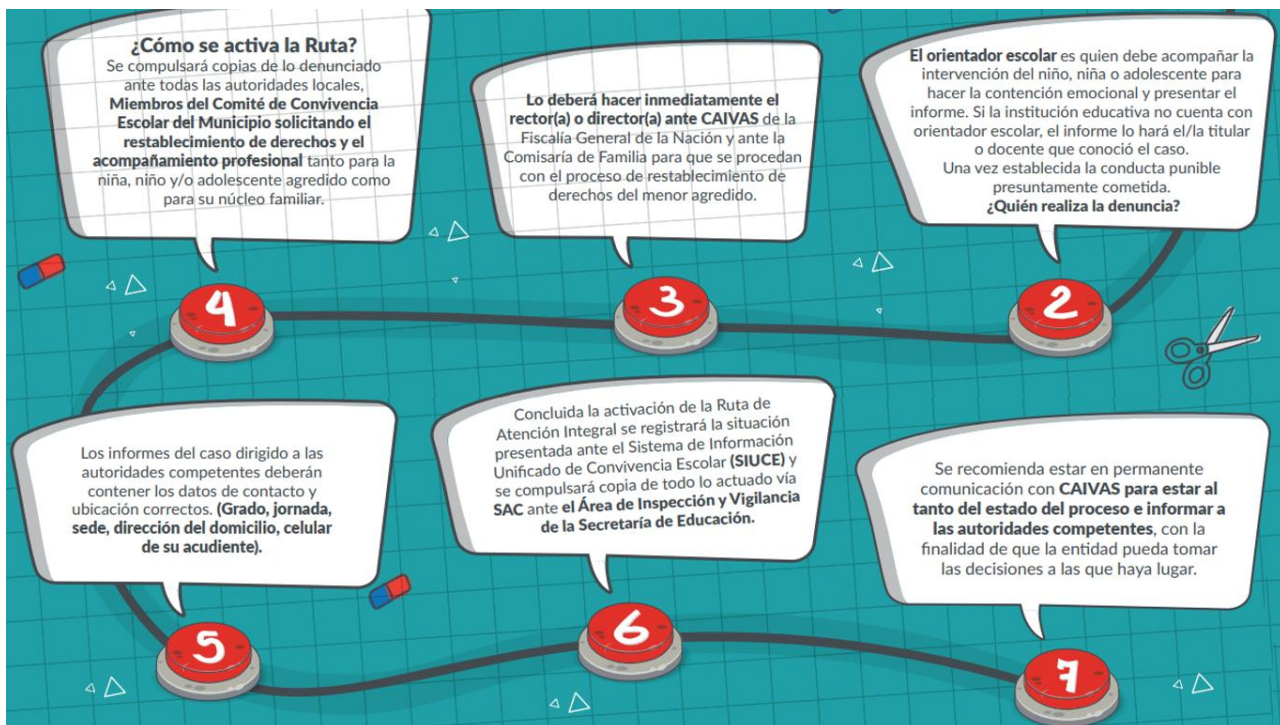 El orientador escolar es quien debe acompañar la
intervención del niño, niña o adolescente para
hacer la contención emocional y presentar el
informe. Si la institución educativa no cuenta con
orientador escolar, el informe lo hará el/la titular
o docente que conoció el caso.
Una vez establecida la conducta punible
presuntamente cometida.
¿Quién realiza la denuncia?
2
Lo deberá hacer inmediatamente el
rector(a) o director(a) ante CAIVAS de la
Fiscalía General de la Nación y ante la
Comisaría de Familia para que se procedan
con el proceso de restablecimiento de
derechos del menor agredido.
3
¿Cómo se activa la Ruta?
Se compulsará copias de lo denunciado
ante todas las autoridades locales,
Miembros del Comité de Convivencia
Escolar del Municipio solicitando el
restablecimiento de derechos y el
acompañamiento profesional tanto para la
niña, niño y/o adolescente agredido como
para su núcleo familiar.
4
Los informes del caso dirigido a las
autoridades competentes deberán
contener los datos de contacto y
ubicación correctos. (Grado, jornada,
sede, dirección del domicilio, celular
de su acudiente).
5
Concluida la activación de la Ruta de
Atención Integral se registrará la situación
presentada ante el Sistema de Información
Unificado de Convivencia Escolar (SIUCE) y
se compulsará copia de todo lo actuado vía
SAC ante el Área de Inspección y Vigilancia
de la Secretaría de Educación.
6
Se recomienda estar en permanente
comunicación con CAIVAS para estar al
tanto del estado del proceso e informar a
las autoridades competentes, con la
finalidad de que la entidad pueda tomar
las decisiones a las que haya lugar.
7